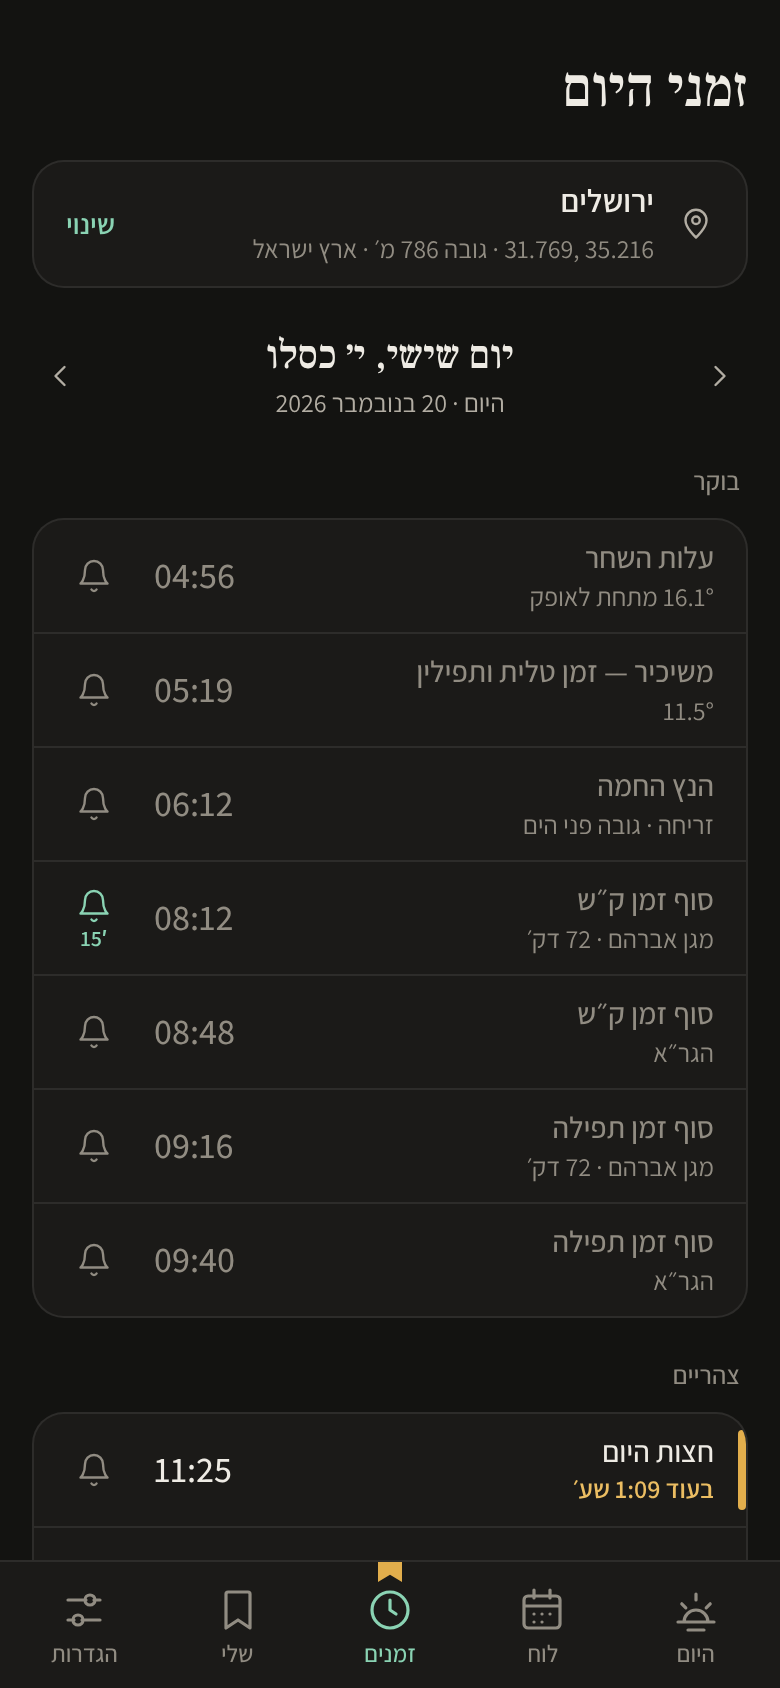 זמני היום
ירושלים
31.769, 35.216 · גובה 786 מ׳ · ארץ ישראל
שינוי
יום שישי, י׳ כסלו
היום · 20 בנובמבר 2026
בוקר
עלות השחר
16.1° מתחת לאופק
04:56
משיכיר — זמן טלית ותפילין
11.5°
05:19
הנץ החמה
זריחה · גובה פני הים
06:12
סוף זמן ק״ש
מגן אברהם · 72 דק׳
08:12
15′
סוף זמן ק״ש
הגר״א
08:48
סוף זמן תפילה
מגן אברהם · 72 דק׳
09:16
סוף זמן תפילה
הגר״א
09:40
צהריים
חצות היום
בעוד 1:09 שע׳
11:25
היום
לוח
זמנים
שלי
הגדרות